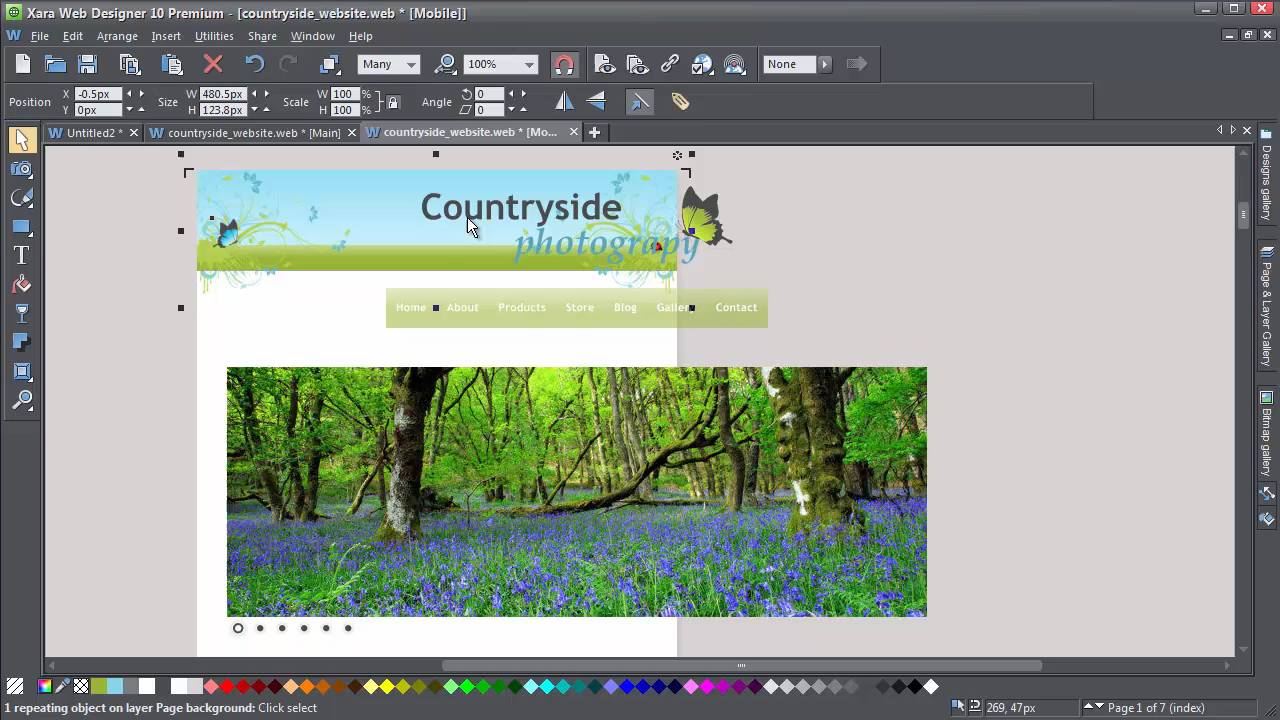 Xara Web Designer 10 Premium - [countryside_website.web * [Mobile]]
File Edit Arrange Insert Utilities Share Window Help
Many 100% None
Position X -0.5px Size W 480.5px Scale W 100 % Angle 0
Y 0px H 123.8px H 100 % 0
Untitled2 * countryside_website.web * [Main] countryside_website.web * [Mo...
Countryside
photograpy
Home About Products Store Blog Gallery Contact
Designs gallery
Page & Layer Gallery
Bitmap gallery
1 repeating object on layer Page background: Click select 269, 47px Page 1 of 7 (index)